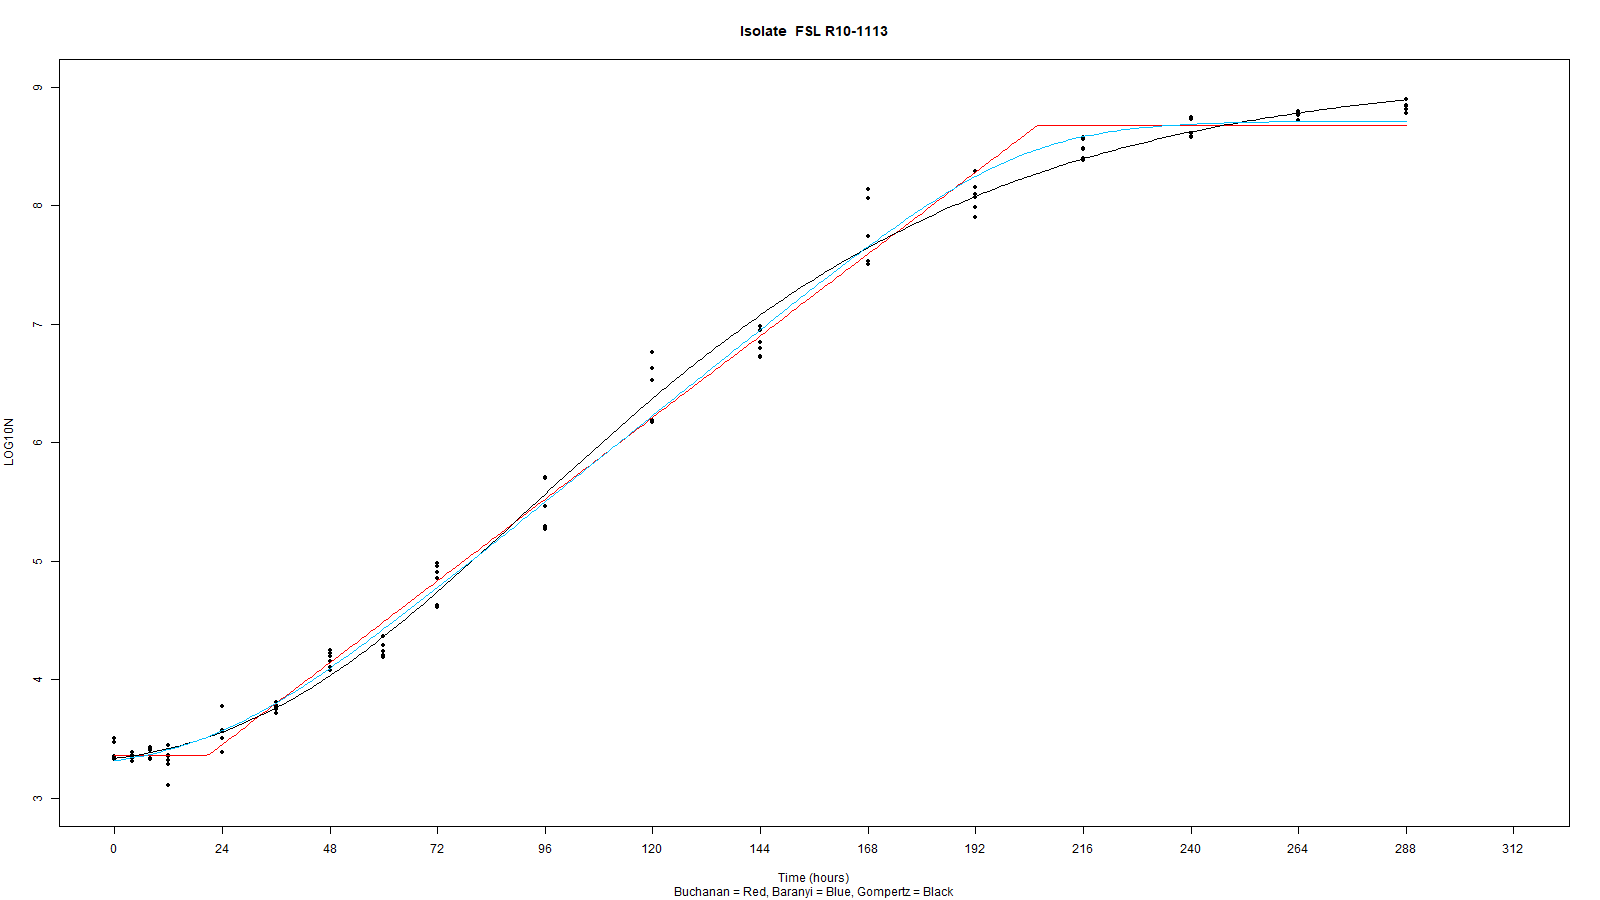 Isolate  FSL R10-1113
LOG10N
9
8
7
6
5
4
3
0 24 48 72 96 120 144 168 192 216 240 264 288 312
Time (hours)
Buchanan = Red, Baranyi = Blue, Gompertz = Black